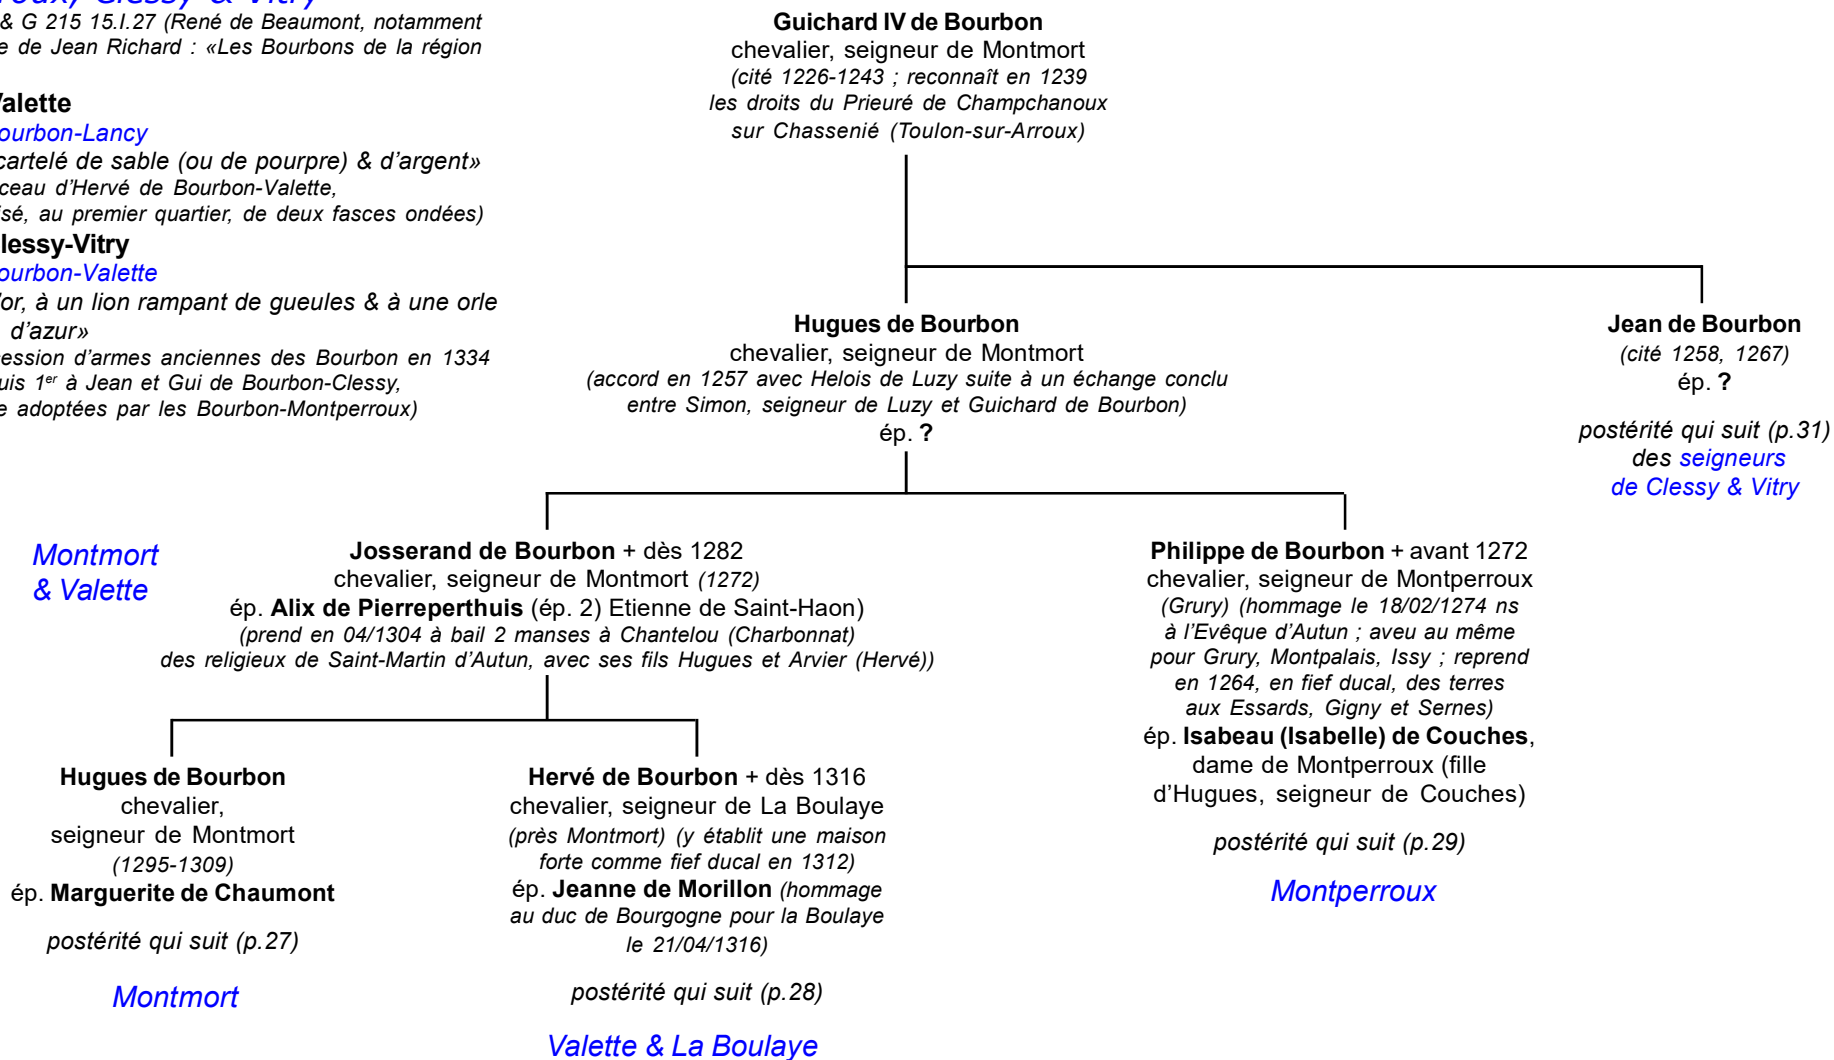 Clessy & Vitry
& G 215 15.I.27 (René de Beaumont, notamment
de Jean Richard : «Les Bourbons de la région
Valette
Bourbon-Lancy
cartelé de sable (ou de pourpre) & d'argent»
d'Hervé de Bourbon-Valette,
au premier quartier, de deux fasces ondées)
Clessy-Vitry
Bourbon-Valette
d'or, à un lion rampant de gueules & à une orle
d'azur»
d'armes anciennes des Bourbon en 1334
1er à Jean et Gui de Bourbon-Clessy,
adoptées par les Bourbon-Montperroux)
Guichard IV de Bourbon
chevalier, seigneur de Montmort
(cité 1226-1243 ; reconnaît en 1239
les droits du Prieuré de Champchanoux
sur Chassenié (Toulon-sur-Arroux)
Hugues de Bourbon
chevalier, seigneur de Montmort
(accord en 1257 avec Helois de Luzy suite à un échange conclu
entre Simon, seigneur de Luzy et Guichard de Bourbon)
ép. ?
Jean de Bourbon
(cité 1258, 1267)
ép. ?
postérité qui suit (p.31)
des seigneurs
de Clessy & Vitry
Montmort
& Valette
Josserand de Bourbon + dès 1282
chevalier, seigneur de Montmort (1272)
ép. Alix de Pierreperthuis (ép. 2) Etienne de Saint-Haon)
(prend en 04/1304 à bail 2 manses à Chantelou (Charbonnat)
des religieux de Saint-Martin d'Autun, avec ses fils Hugues et Arvier (Hervé))
Philippe de Bourbon + avant 1272
chevalier, seigneur de Montperroux
(Grury) (hommage le 18/02/1274 ns
à l'Evêque d'Autun ; aveu au même
pour Grury, Montpalais, Issy ; reprend
en 1264, en fief ducal, des terres
aux Essards, Gigny et Sernes)
ép. Isabeau (Isabelle) de Couches,
dame de Montperroux (fille
d'Hugues, seigneur de Couches)
postérité qui suit (p.29)
Montperroux
Hugues de Bourbon
chevalier,
seigneur de Montmort
(1295-1309)
ép. Marguerite de Chaumont
postérité qui suit (p.27)
Montmort
Hervé de Bourbon + dès 1316
chevalier, seigneur de La Boulaye
(près Montmort) (y établit une maison
forte comme fief ducal en 1312)
ép. Jeanne de Morillon (hommage
au duc de Bourgogne pour la Boulaye
le 21/04/1316)
postérité qui suit (p.28)
Valette & La Boulaye